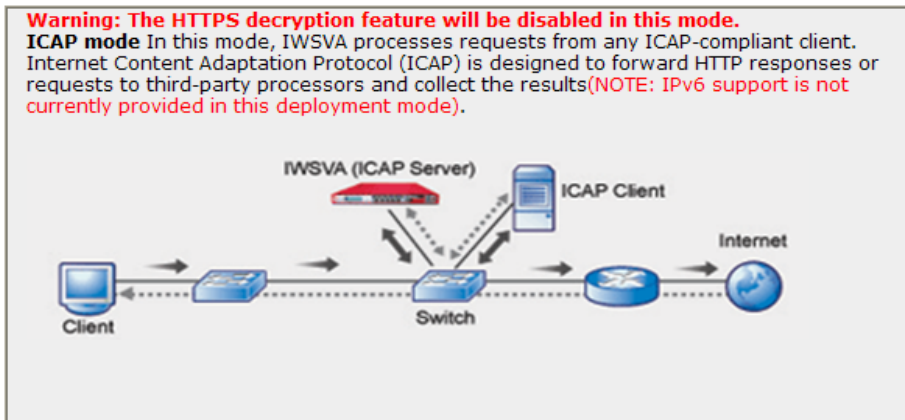 Warning: The HTTPS decryption feature will be disabled in this mode.
ICAP mode In this mode, IWSVA processes requests from any ICAP-compliant client.
Internet Content Adaptation Protocol (ICAP) is designed to forward HTTP responses or
requests to third-party processors and collect the results(NOTE: IPv6 support is not
currently provided in this deployment mode).
IWSVA (ICAP Server)
ICAP Client
Internet
Client
Switch